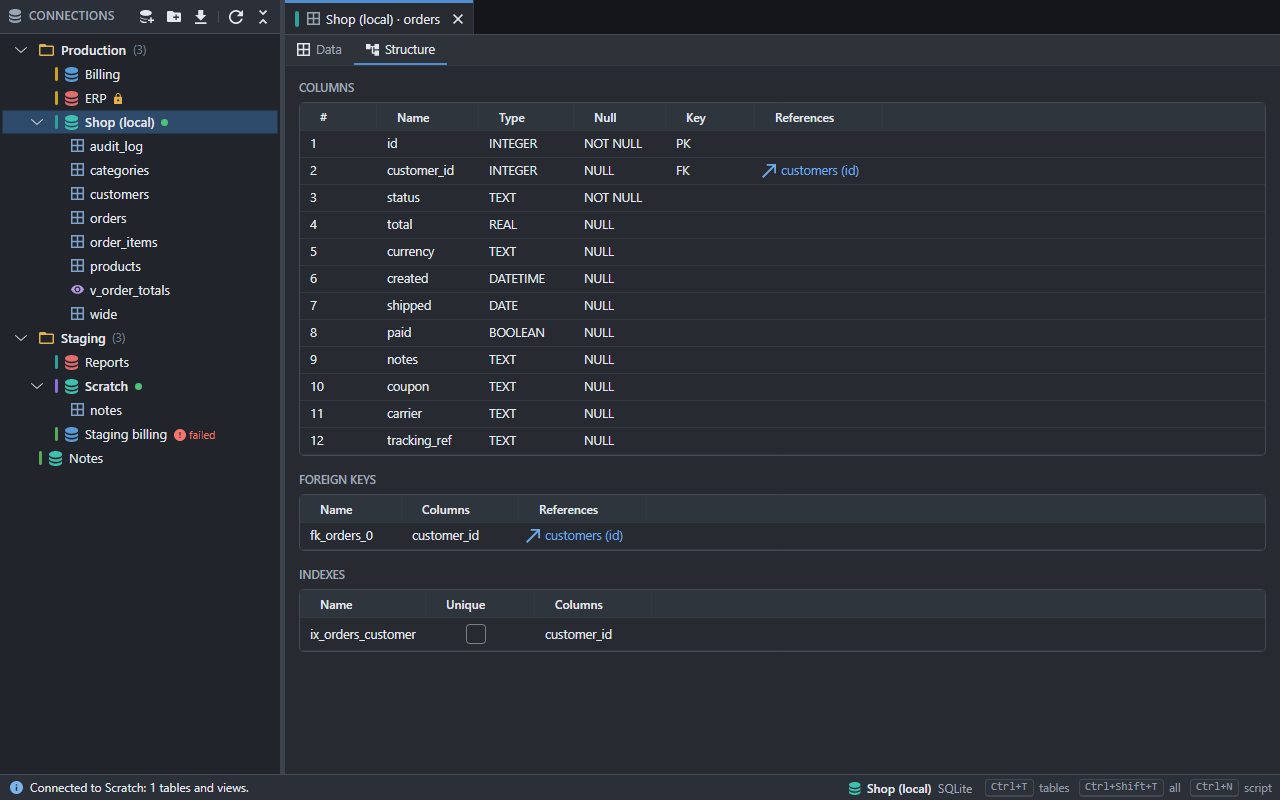 CONNECTIONS
Production (3)
Billing
ERP
Shop (local)
audit_log
categories
customers
orders
order_items
products
v_order_totals
wide
Staging (3)
Reports
Scratch
notes
Staging billing failed
Notes
Shop (local) · orders
Data Structure
COLUMNS
# Name Type Null Key References
1 id INTEGER NOT NULL PK
2 customer_id INTEGER NULL FK customers (id)
3 status TEXT NOT NULL
4 total REAL NULL
5 currency TEXT NULL
6 created DATETIME NULL
7 shipped DATE NULL
8 paid BOOLEAN NULL
9 notes TEXT NULL
10 coupon TEXT NULL
11 carrier TEXT NULL
12 tracking_ref TEXT NULL
FOREIGN KEYS
Name Columns References
fk_orders_0 customer_id customers (id)
INDEXES
Name Unique Columns
ix_orders_customer customer_id
Connected to Scratch: 1 tables and views.
Shop (local) SQLite Ctrl+T tables Ctrl+Shift+T all Ctrl+N script